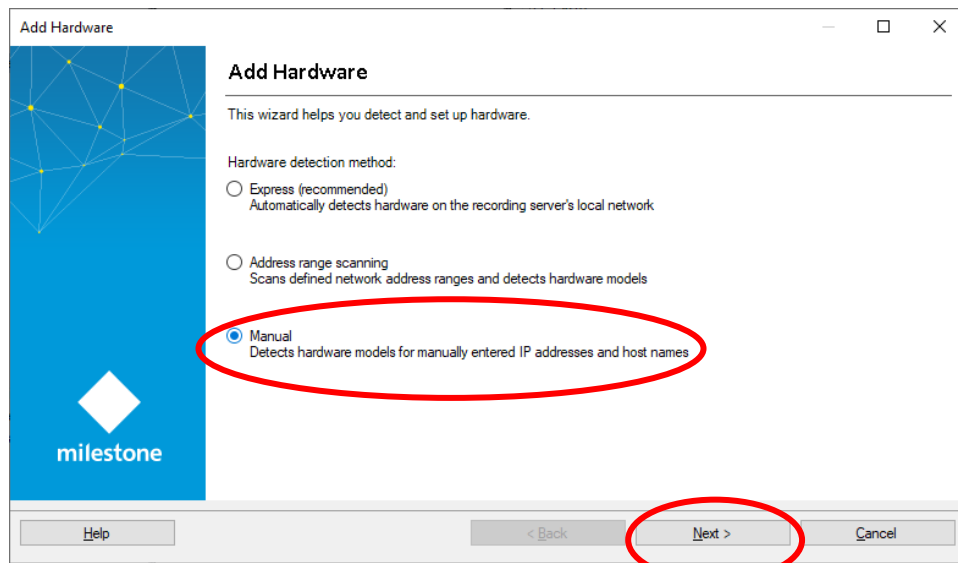 Add Hardware
Add Hardware
This wizard helps you detect and set up hardware.
Hardware detection method:
Express (recommended)
Automatically detects hardware on the recording server's local network
Address range scanning
Scans defined network address ranges and detects hardware models
Manual
Detects hardware models for manually entered IP addresses and host names
milestone
Help
< Back
Next >
Cancel